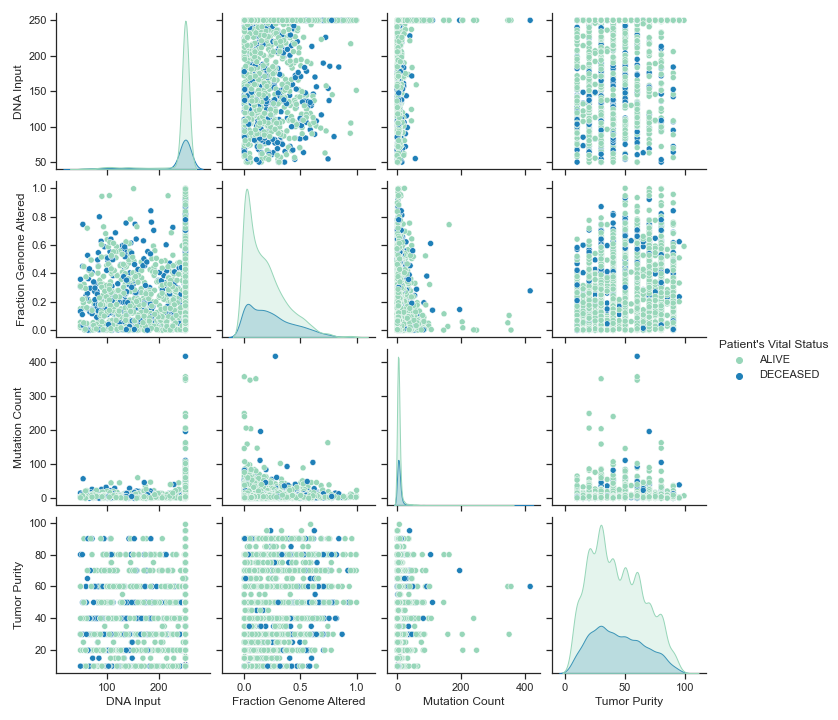 250
200
150
100
50
DNA Input
1.0
0.8
0.6
0.4
0.2
0.0
Fraction Genome Altered
400
300
200
100
0
Mutation Count
Patient's Vital Status
ALIVE
DECEASED
100
80
60
40
20
Tumor Purity
100 200
DNA Input
0.0 0.5 1.0
Fraction Genome Altered
0 200 400
Mutation Count
0 50 100
Tumor Purity